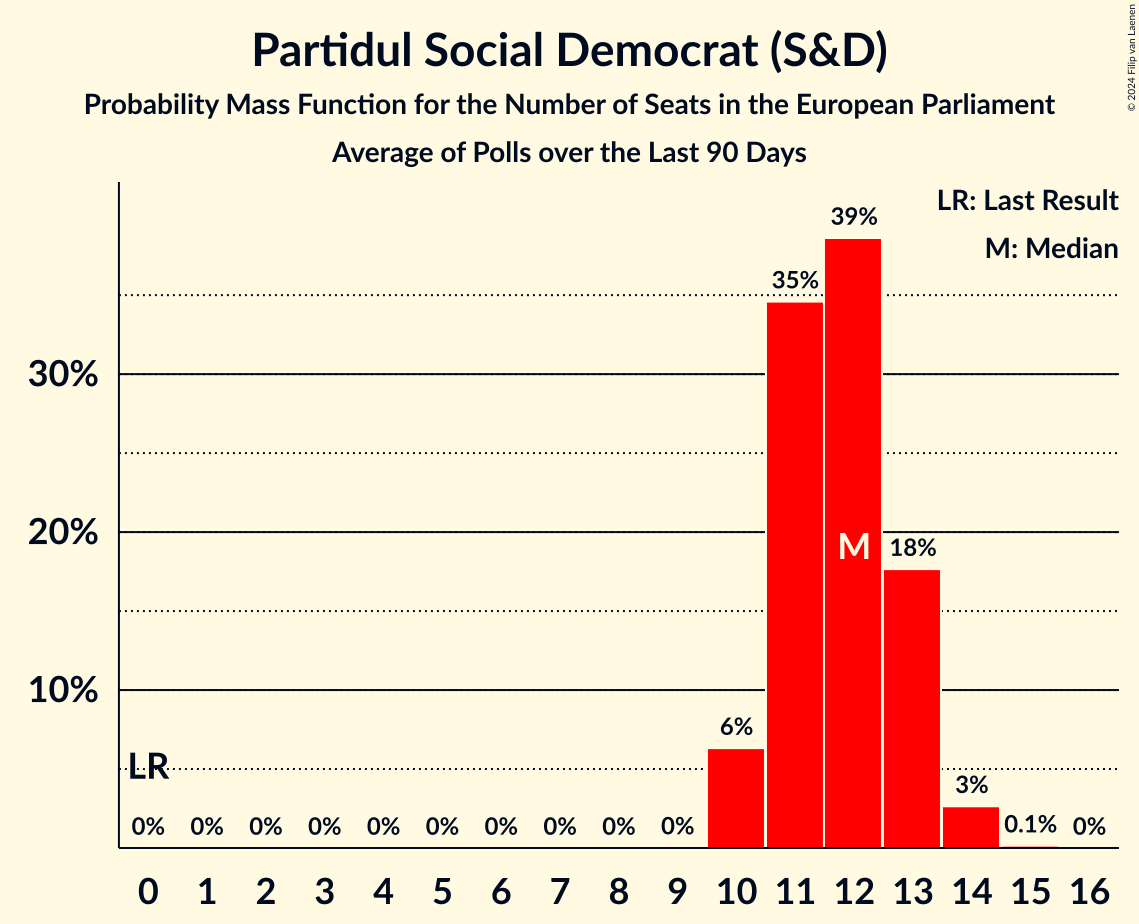 Partidul Social Democrat (S&D)
Probability Mass Function for the Number of Seats in the European Parliament
Average of Polls over the Last 90 Days
© 2024 Filip van Laenen
LR: Last Result
M: Median
39%
35%
30%
20%
M
18%
10%
6%
LR
3%
0% 0% 0% 0% 0% 0% 0% 0% 0% 0% 0.1% 0%
0 1 2 3 4 5 6 7 8 9 10 11 12 13 14 15 16